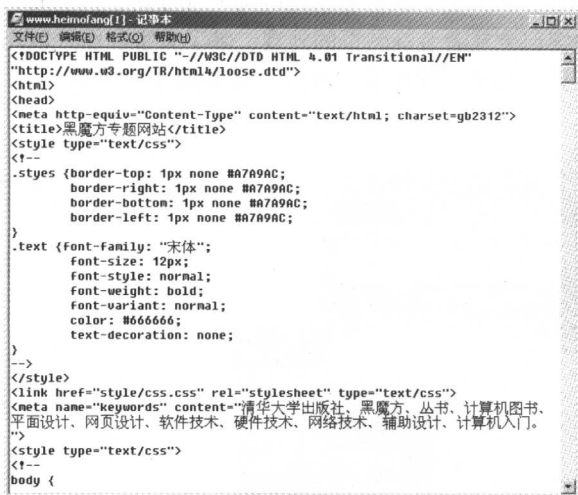 www.heimofang[1] - 记事本
文件(F) 编辑(E) 格式(O) 帮助(H)
<!DOCTYPE HTML PUBLIC "-//W3C//DTD HTML 4.01 Transitional//EN"
"http://www.w3.org/TR/html4/loose.dtd">
<html>
<head>
<meta http-equiv="Content-Type" content="text/html; charset=gb2312">
<title>黑魔方专题网站</title>
<style type="text/css">
<!--
.styes {border-top: 1px none #A7A9AC;
border-right: 1px none #A7A9AC;
border-bottom: 1px none #A7A9AC;
border-left: 1px none #A7A9AC;
}
.text {font-family: "宋体";
font-size: 12px;
font-style: normal;
font-weight: bold;
font-variant: normal;
color: #666666;
text-decoration: none;
}
-->
</style>
<link href="style/css.css" rel="stylesheet" type="text/css">
<meta name="keywords" content="清华大学出版社、黑魔方、丛书、计算机图书、
平面设计、网页设计、软件技术、硬件技术、网络技术、辅助设计、计算机入门。
">
<style type="text/css">
<!--
body {